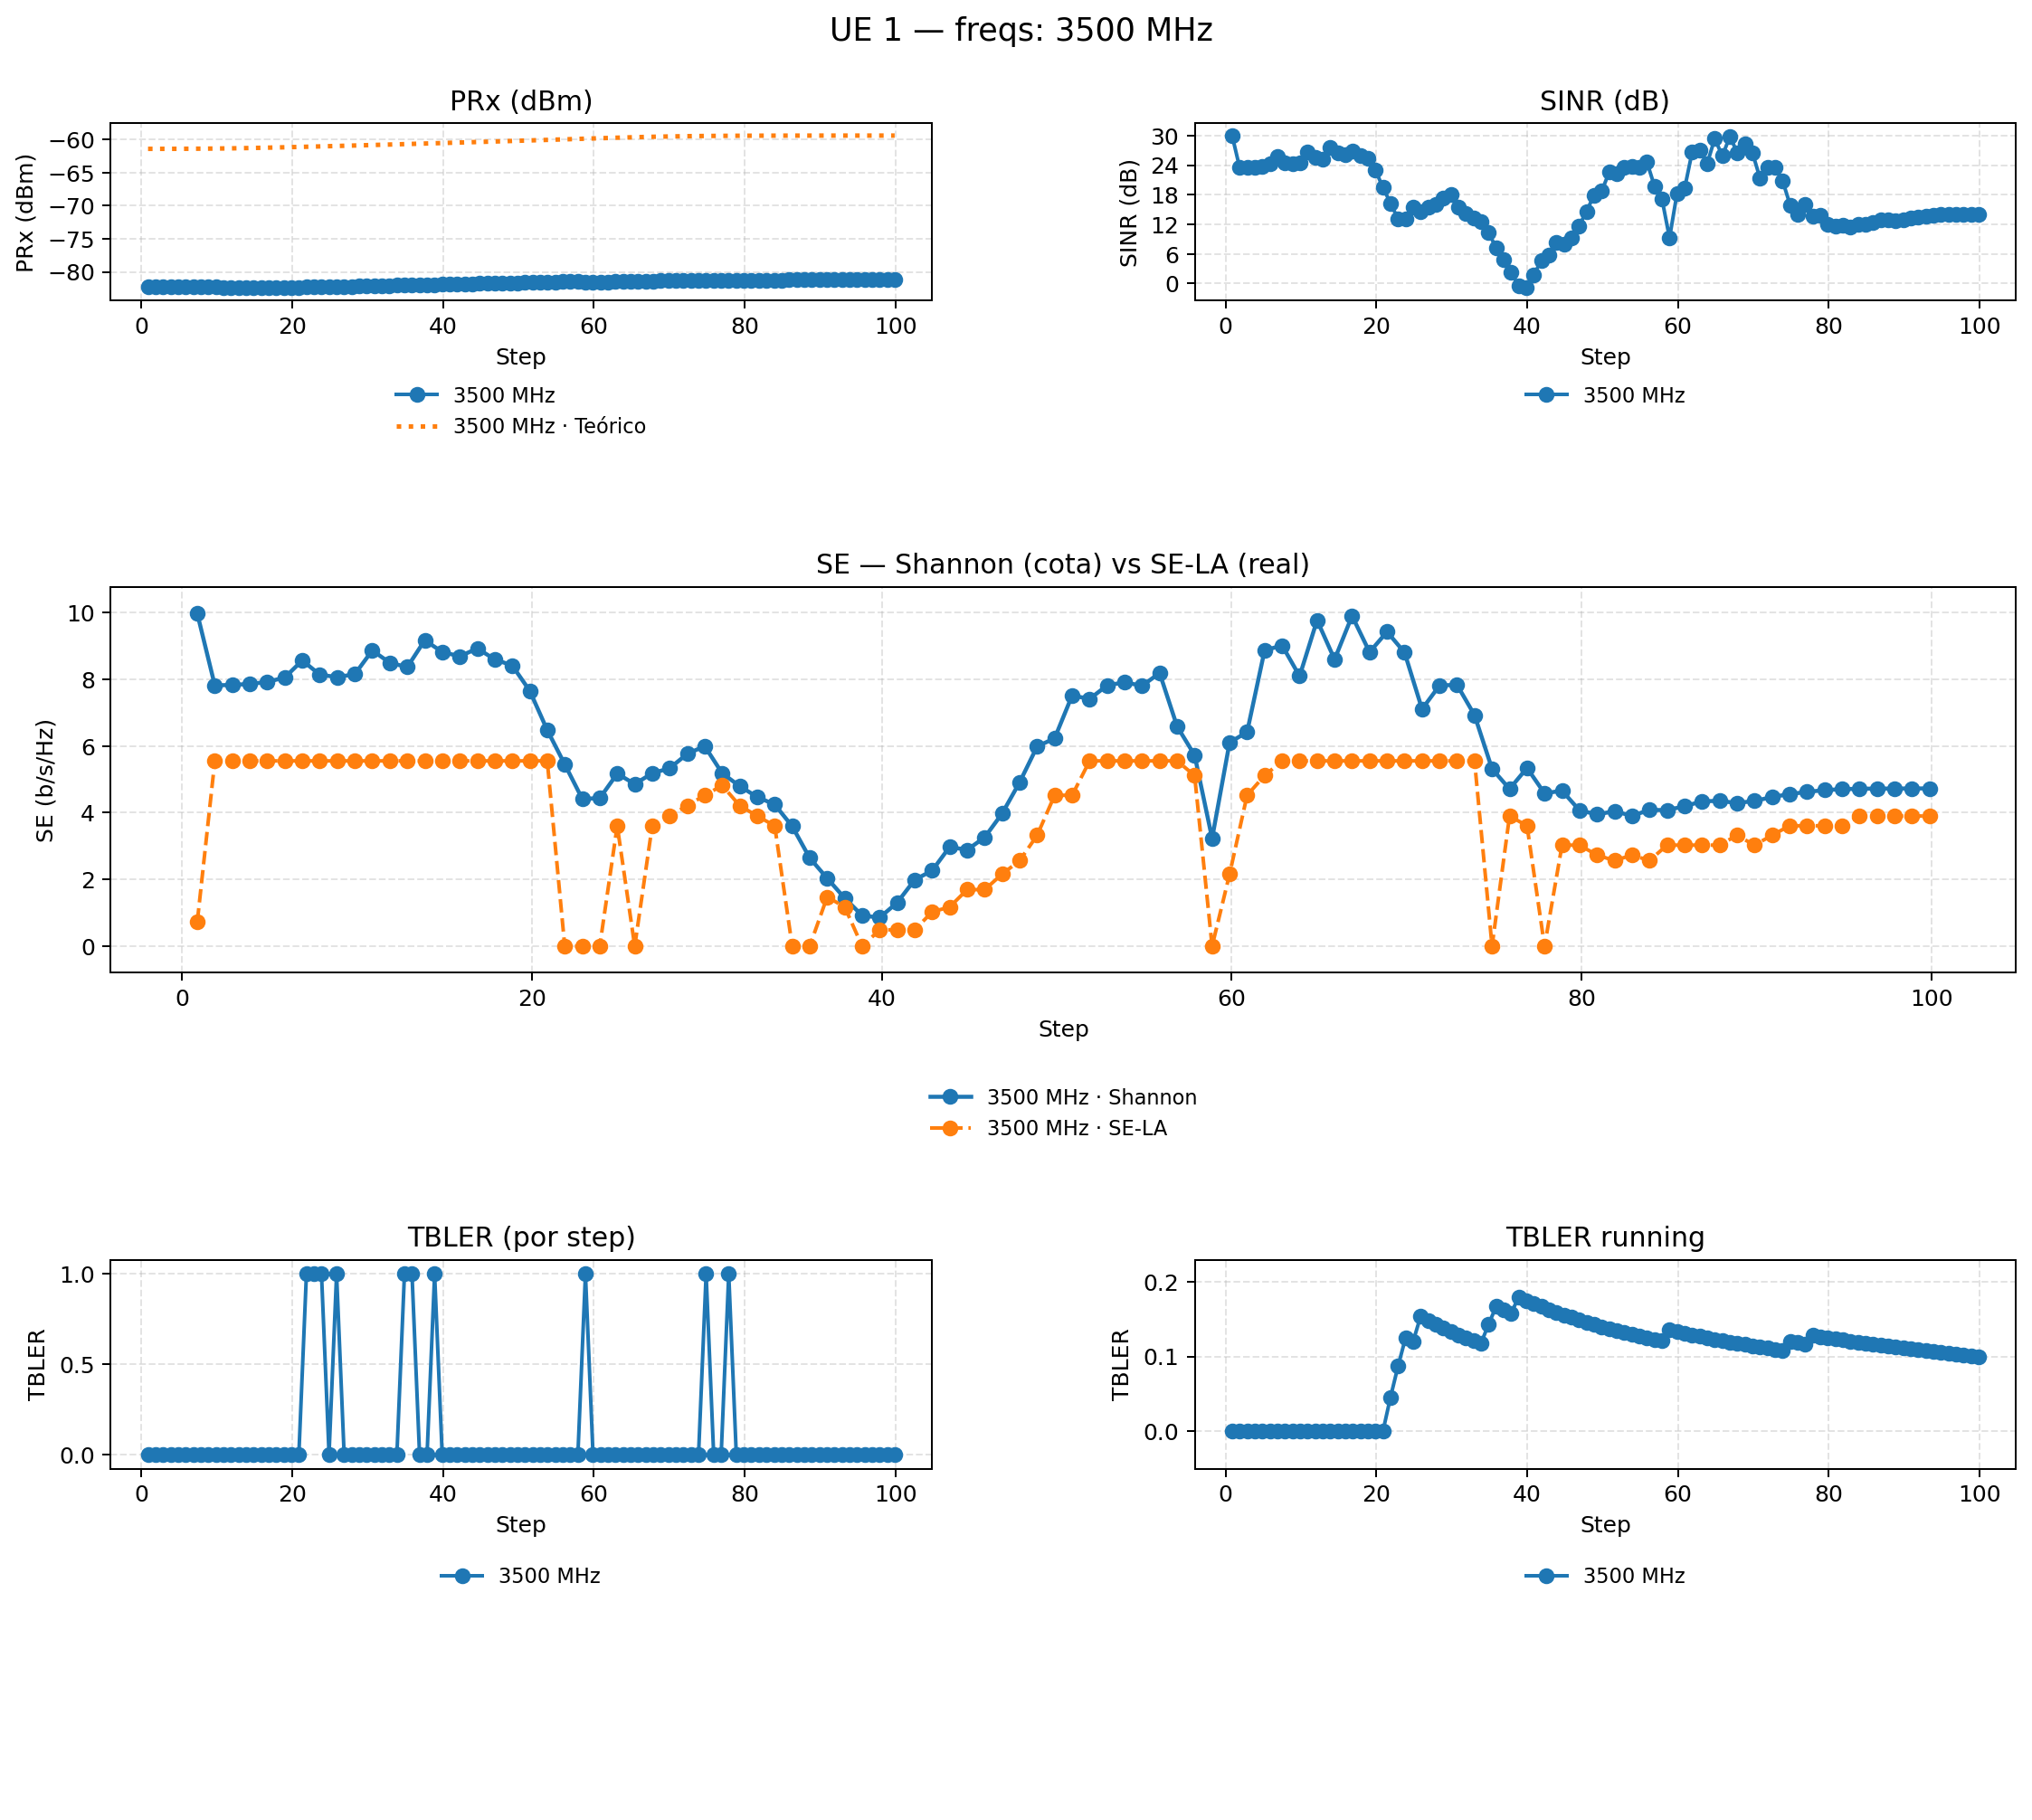 UE 1 — freqs: 3500 MHz
PRx (dBm)
PRx (dBm)
−60
−65
−70
−75
−80
0 20 40 60 80 100
Step
3500 MHz
3500 MHz · Teórico
SINR (dB)
SINR (dB)
30
24
18
12
6
0
0 20 40 60 80 100
Step
3500 MHz
SE — Shannon (cota) vs SE-LA (real)
SE (b/s/Hz)
10
8
6
4
2
0
0 20 40 60 80 100
Step
3500 MHz · Shannon
3500 MHz · SE-LA
TBLER (por step)
TBLER
1.0
0.5
0.0
0 20 40 60 80 100
Step
3500 MHz
TBLER running
TBLER
0.2
0.1
0.0
0 20 40 60 80 100
Step
3500 MHz